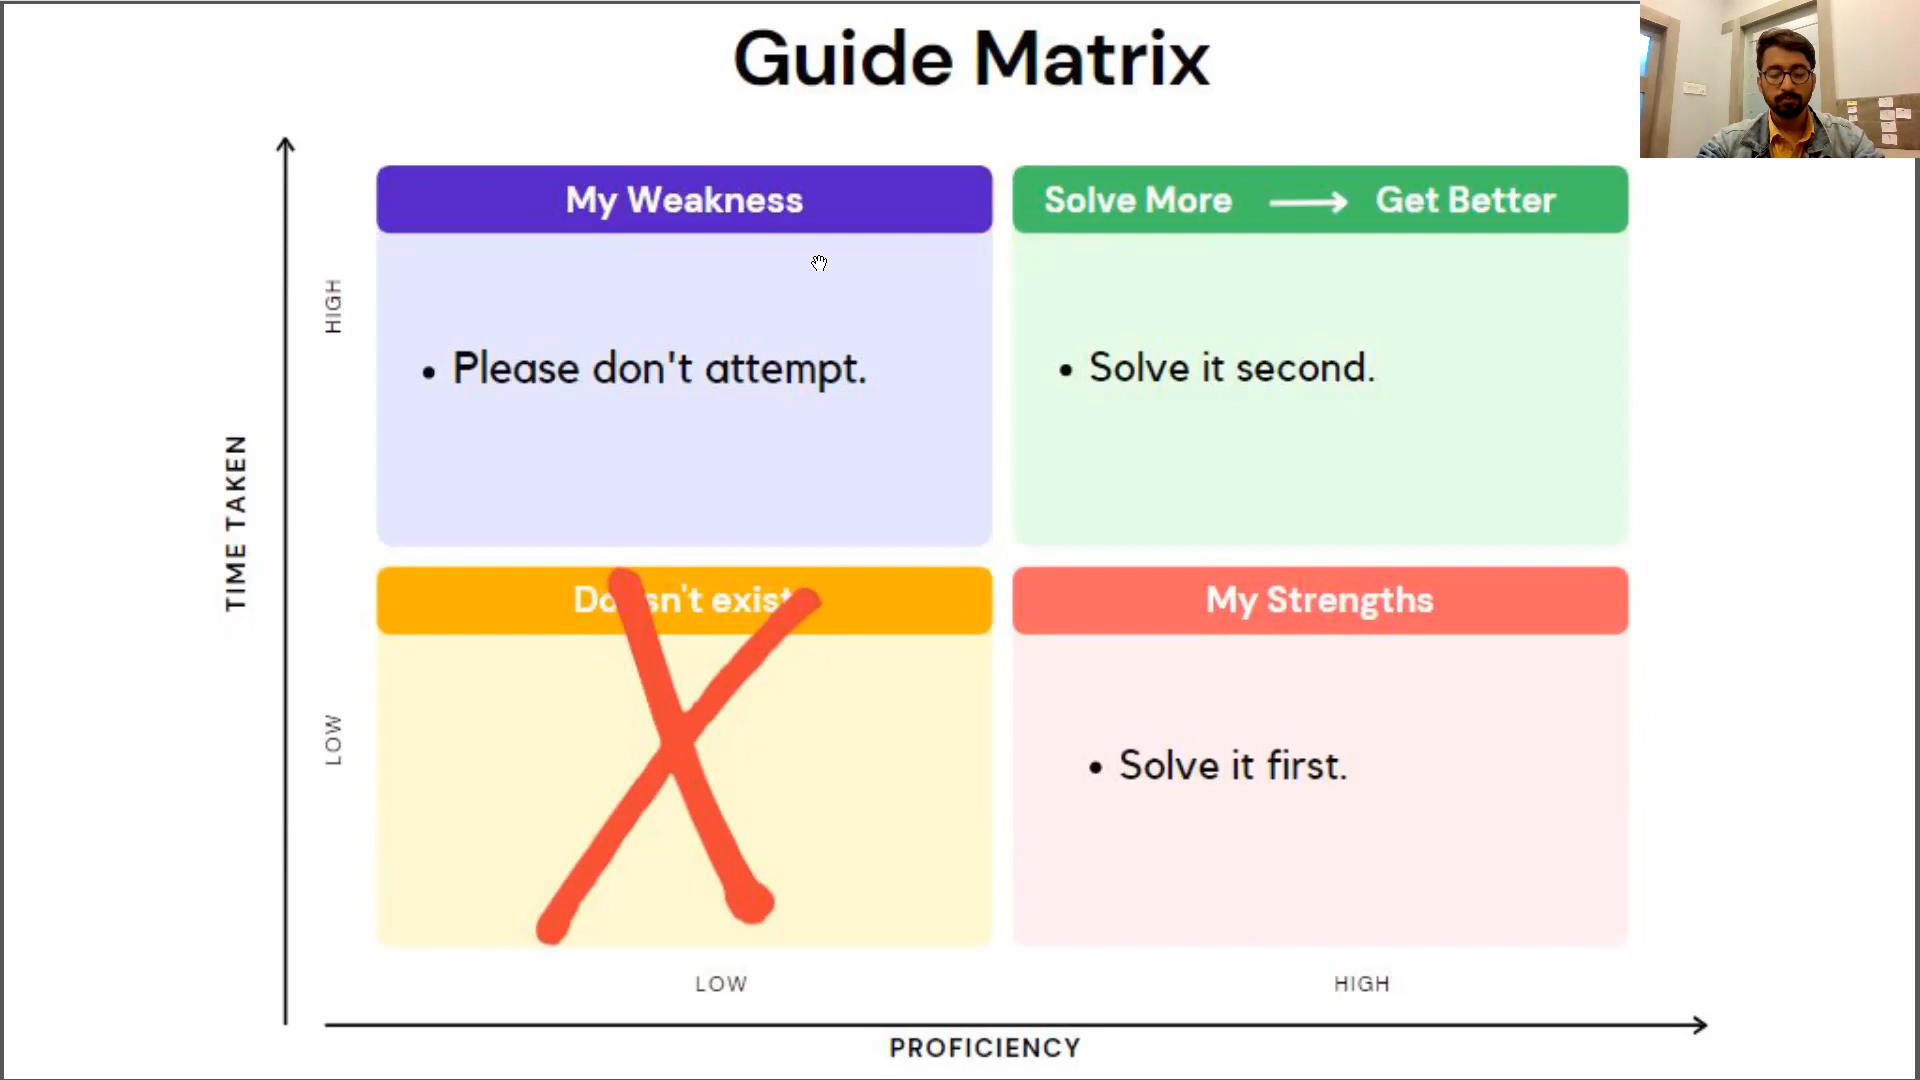 Guide Matrix
My Weakness
Solve More
Get Better
HIGH
Please don't attempt.
Solve it second.
TIME TAKEN
My Strengths
LOW
Solve it first.
LOW
HIGH
PROFICIENCY